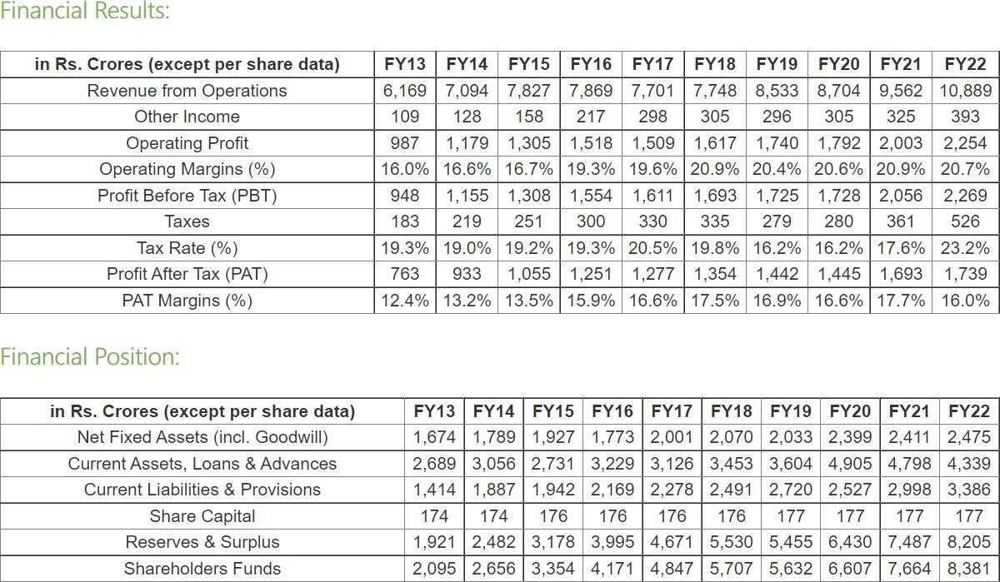 Financial Results:
in Rs. Crores (except per share data) FY13 FY14 FY15 FY16 FY17 FY18 FY19 FY20 FY21 FY22
Revenue from Operations 6,169 7,094 7,827 7,869 7,701 7,748 8,533 8,704 9,562 10,889
Other Income 109 128 158 217 298 305 296 305 325 393
Operating Profit 987 1,179 1,305 1,518 1,509 1,617 1,740 1,792 2,003 2,254
Operating Margins (%) 16.0% 16.6% 16.7% 19.3% 19.6% 20.9% 20.4% 20.6% 20.9% 20.7%
Profit Before Tax (PBT) 948 1,155 1,308 1,554 1,611 1,693 1,725 1,728 2,056 2,269
Taxes 183 219 251 300 330 335 279 280 361 526
Tax Rate (%) 19.3% 19.0% 19.2% 19.3% 20.5% 19.8% 16.2% 16.2% 17.6% 23.2%
Profit After Tax (PAT) 763 933 1,055 1,251 1,277 1,354 1,442 1,445 1,693 1,739
PAT Margins (%) 12.4% 13.2% 13.5% 15.9% 16.6% 17.5% 16.9% 16.6% 17.7% 16.0%
Financial Position:
in Rs. Crores (except per share data) FY13 FY14 FY15 FY16 FY17 FY18 FY19 FY20 FY21 FY22
Net Fixed Assets (incl. Goodwill) 1,674 1,789 1,927 1,773 2,001 2,070 2,033 2,399 2,411 2,475
Current Assets, Loans & Advances 2,689 3,056 2,731 3,229 3,126 3,453 3,604 4,905 4,798 4,339
Current Liabilities & Provisions 1,414 1,887 1,942 2,169 2,278 2,491 2,720 2,527 2,998 3,386
Share Capital 174 174 176 176 176 176 177 177 177 177
Reserves & Surplus 1,921 2,482 3,178 3,995 4,671 5,530 5,455 6,430 7,487 8,205
Shareholders Funds 2,095 2,656 3,354 4,171 4,847 5,707 5,632 6,607 7,664 8,381